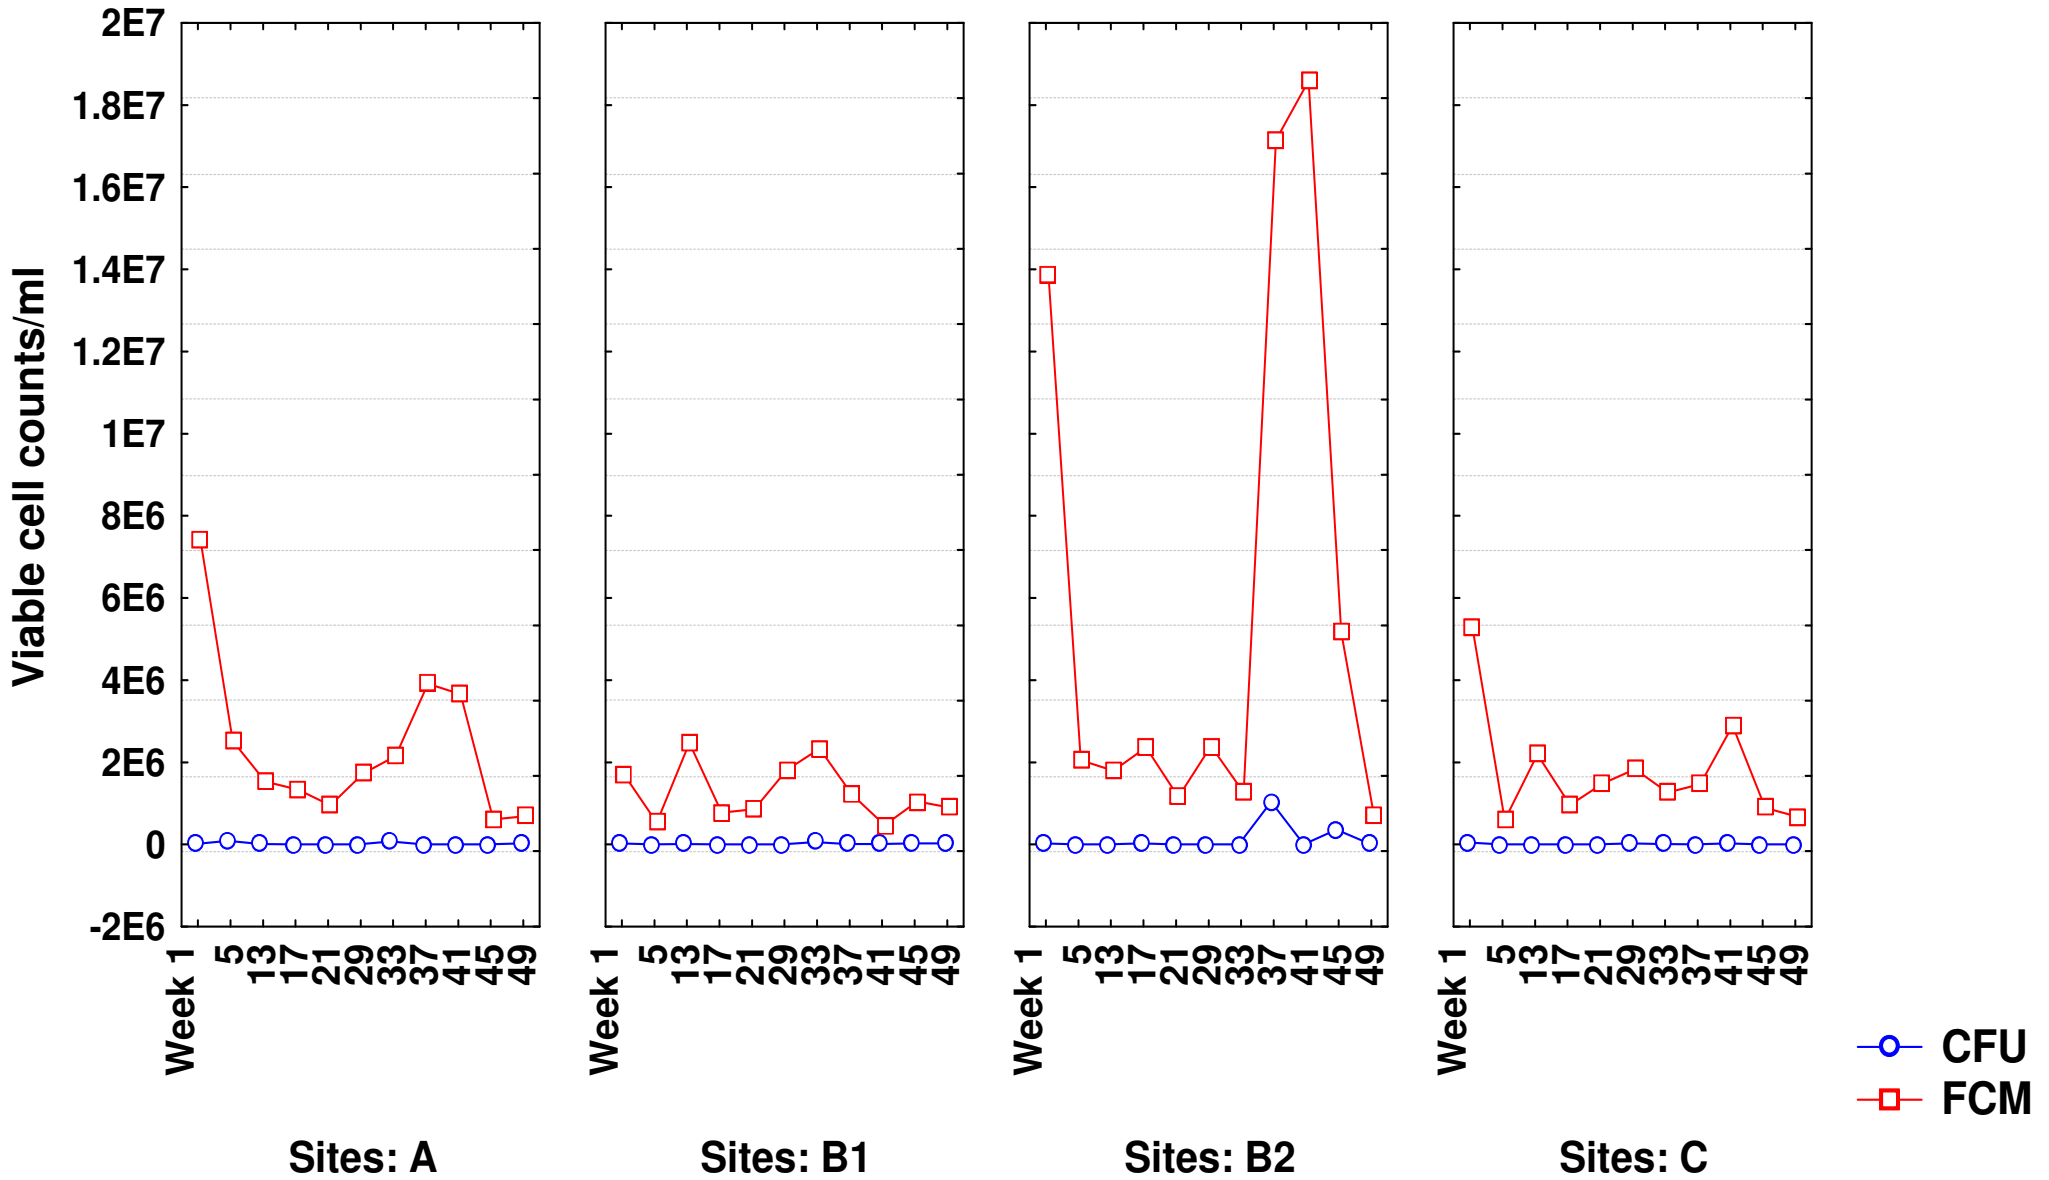 Viable cell counts/ml
2E7
1.8E7
1.6E7
1.4E7
1.2E7
1E7
8E6
6E6
4E6
2E6
0
-2E6
Week 1 5 13 17 21 29 33 37 41 45 49
Week 1 5 13 17 21 29 33 37 41 45 49
Week 1 5 13 17 21 29 33 37 41 45 49
Week 1 5 13 17 21 29 33 37 41 45 49
CFU
FCM
Sites: A
Sites: B1
Sites: B2
Sites: C